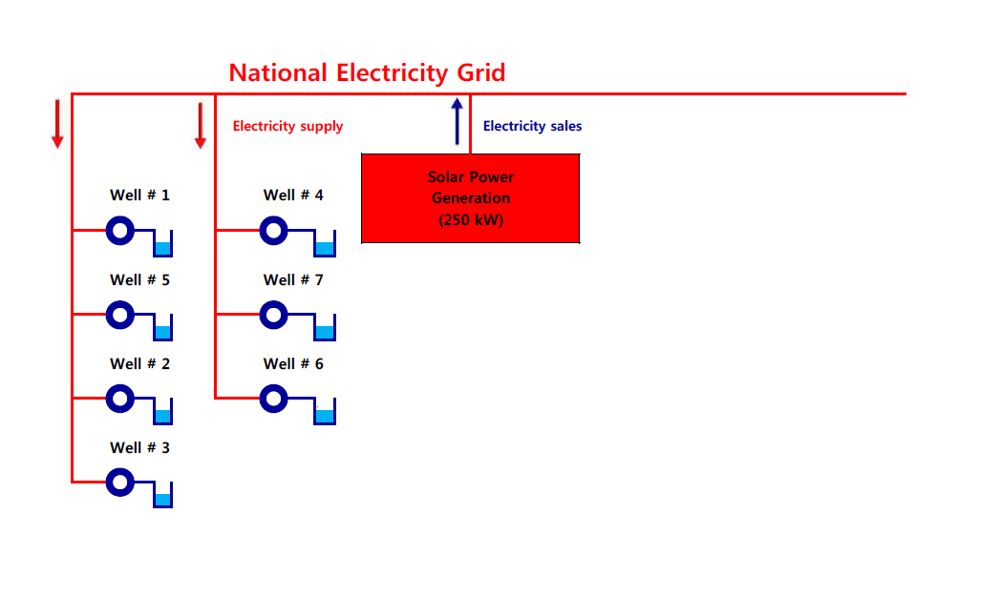 National Electricity Grid
Electricity supply
Electricity sales
Solar Power
Generation
(250 kW)
Well # 1
Well # 4
Well # 5
Well # 7
Well # 2
Well # 6
Well # 3